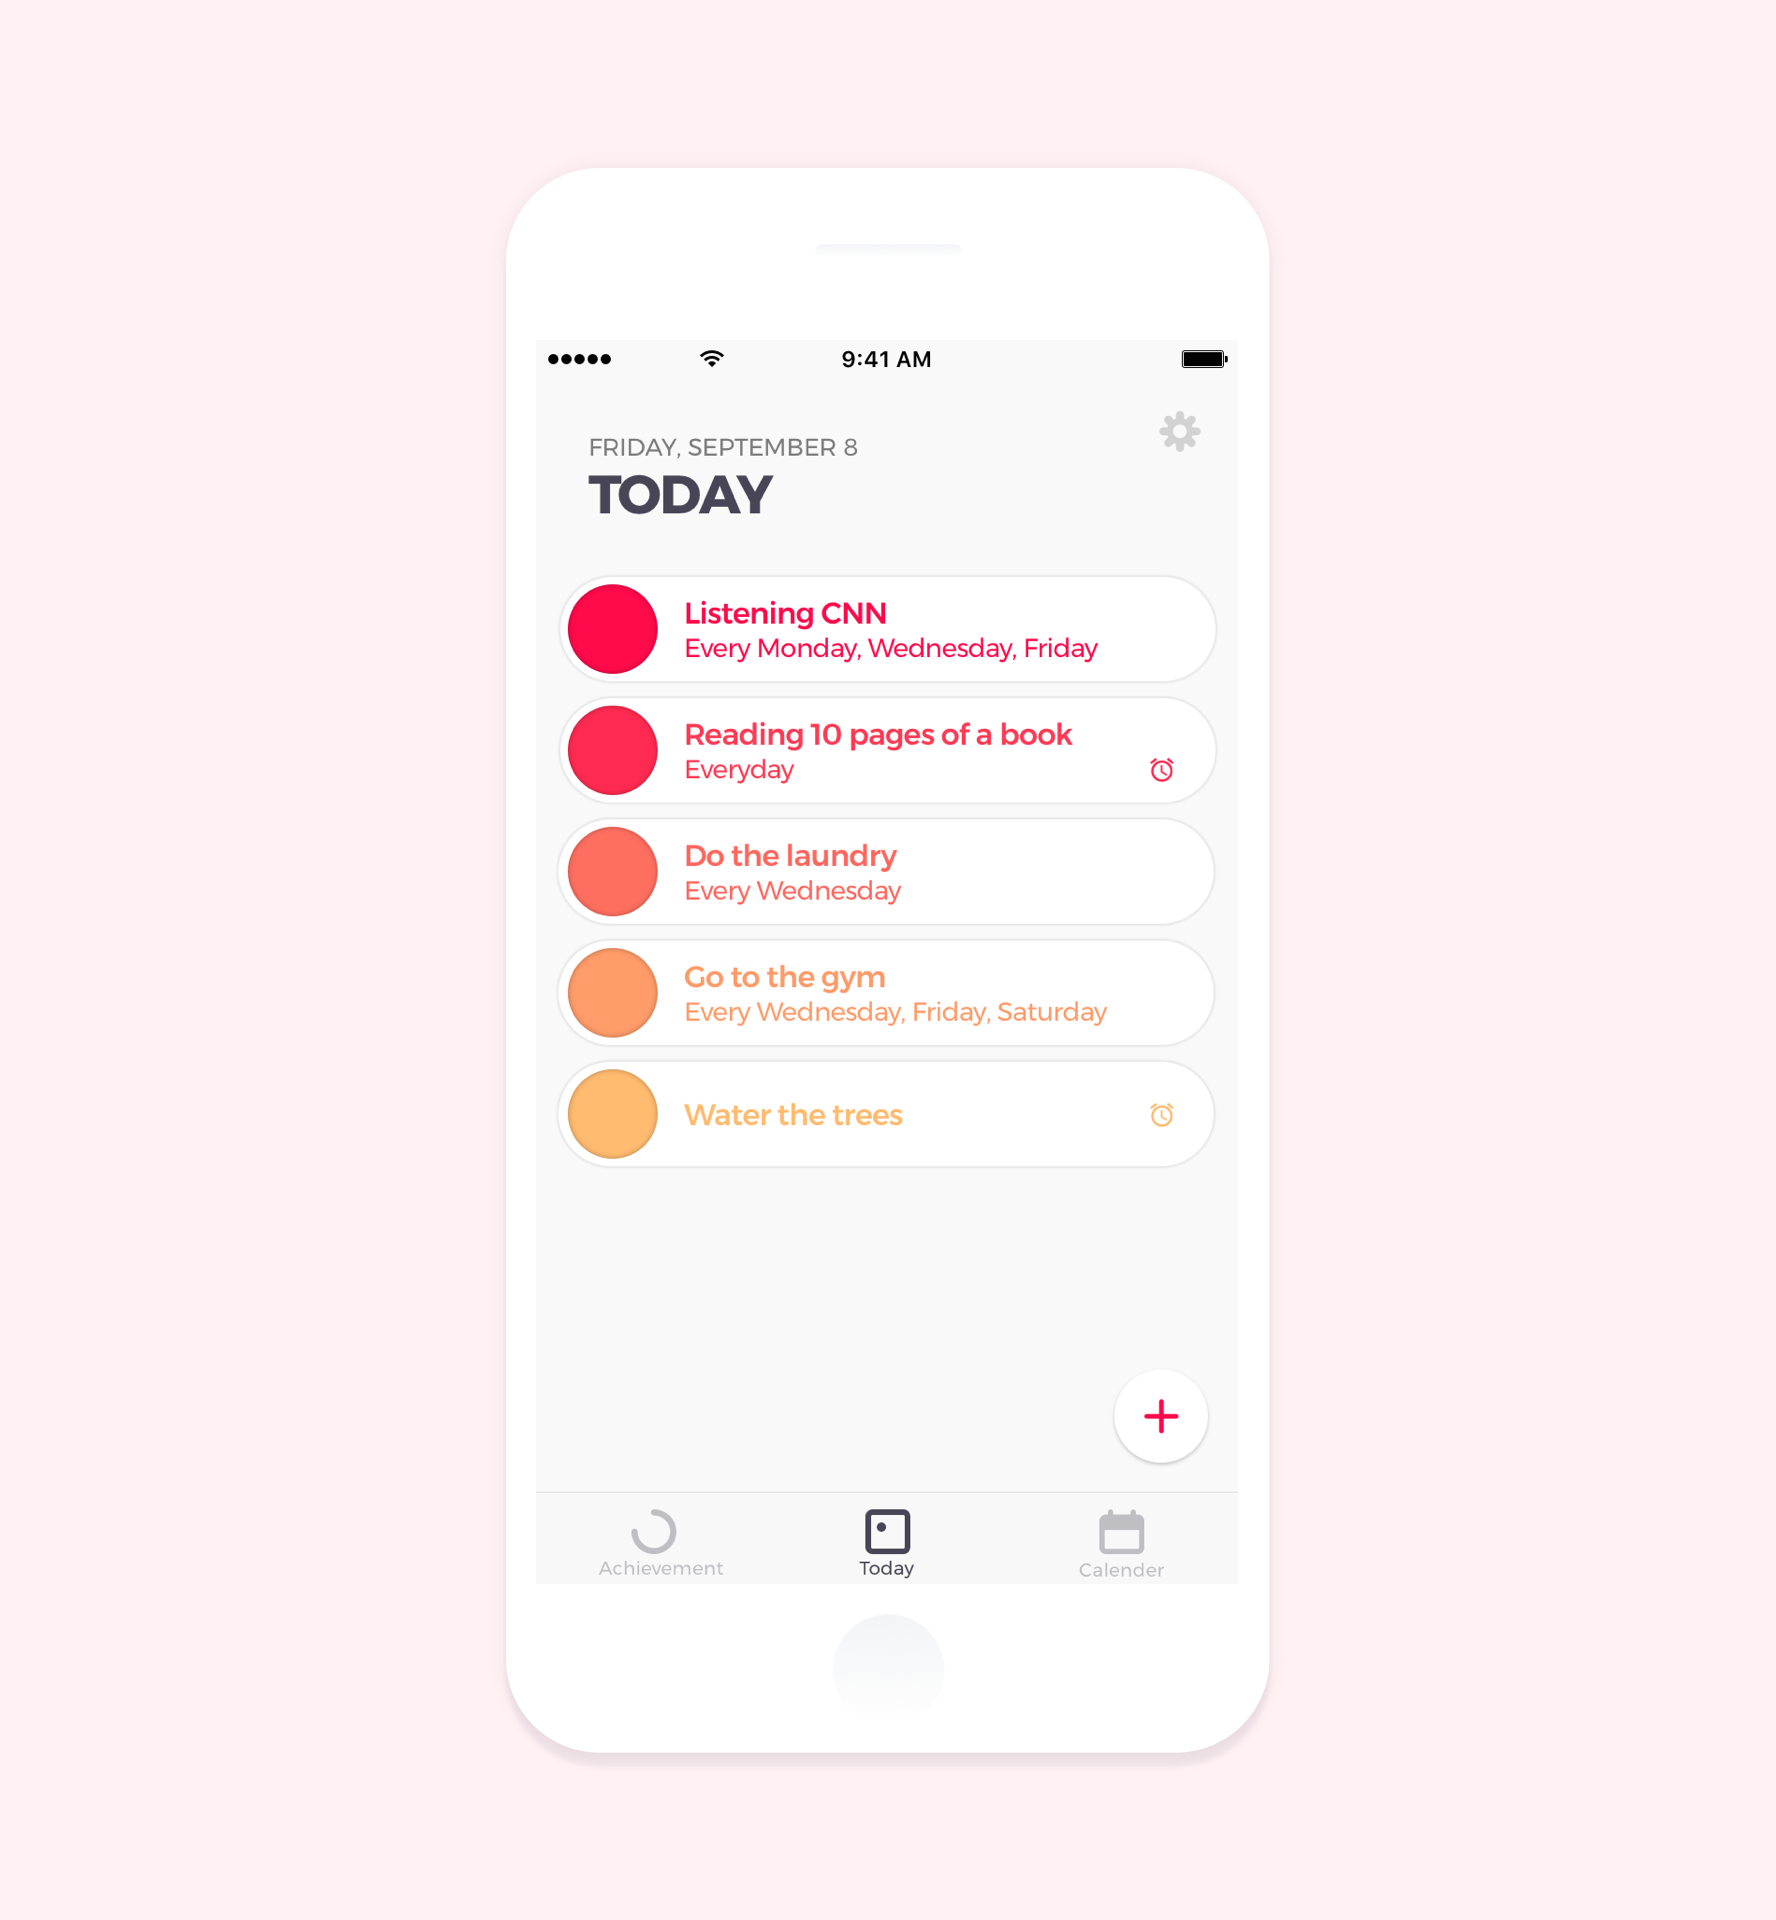 9:41 AM
FRIDAY, SEPTEMBER 8
TODAY
Listening CNN
Every Monday, Wednesday, Friday
Reading 10 pages of a book
Everyday
Do the laundry
Every Wednesday
Go to the gym
Every Wednesday, Friday, Saturday
Water the trees
Achievement
Today
Calender